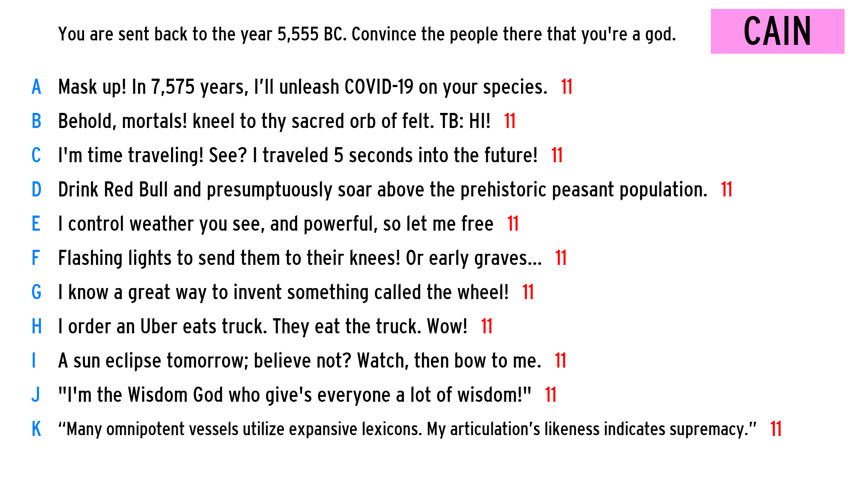 You are sent back to the year 5,555 BC. Convince the people there that you're a god.
CAIN
A Mask up! In 7,575 years, I’ll unleash COVID-19 on your species. 11
B Behold, mortals! kneel to thy sacred orb of felt. TB: HI! 11
C I'm time traveling! See? I traveled 5 seconds into the future! 11
D Drink Red Bull and presumptuously soar above the prehistoric peasant population. 11
E I control weather you see, and powerful, so let me free 11
F Flashing lights to send them to their knees! Or early graves... 11
G I know a great way to invent something called the wheel! 11
H I order an Uber eats truck. They eat the truck. Wow! 11
I A sun eclipse tomorrow; believe not? Watch, then bow to me. 11
J "I'm the Wisdom God who give's everyone a lot of wisdom!" 11
K “Many omnipotent vessels utilize expansive lexicons. My articulation’s likeness indicates supremacy.” 11